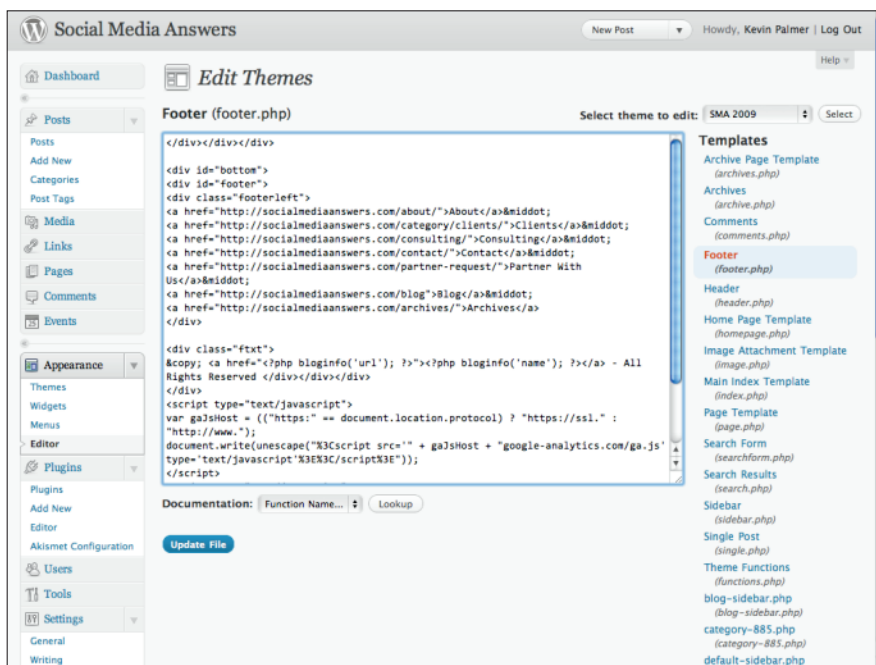 Social Media Answers
New Post
Howdy, Kevin Palmer | Log Out
Help
Dashboard
Posts
Posts
Add New
Categories
Post Tags
Media
Links
Pages
Comments
Events
Appearance
Themes
Widgets
Menus
Editor
Plugins
Plugins
Add New
Editor
Akismet Configuration
Users
Tools
Settings
General
Writing
Edit Themes
Footer (footer.php)
Select theme to edit: SMA 2009 Select
</div></div></div>
<div id="bottom">
<div id="footer">
<div class="footerleft">
<a href="http://socialmediaanswers.com/about/">About</a>&middot;
<a href="http://socialmediaanswers.com/category/clients/">Clients</a>&middot;
<a href="http://socialmediaanswers.com/consulting/">Consulting</a>&middot;
<a href="http://socialmediaanswers.com/contact/">Contact</a>&middot;
<a href="http://socialmediaanswers.com/partner-request/">Partner With
Us</a>&middot;
<a href="http://socialmediaanswers.com/blog">Blog</a>&middot;
<a href="http://socialmediaanswers.com/archives/">Archives</a>
</div>
<div class="ftxt">
&copy; <a href="<?php bloginfo('url'); ?>"><?php bloginfo('name'); ?></a> - All
Rights Reserved </div></div></div>
</div>
<script type="text/javascript">
var gaJsHost = (("https:" == document.location.protocol) ? "https://ssl." :
"http://www.");
document.write(unescape("%3Cscript src='" + gaJsHost + "google-analytics.com/ga.js'
type='text/javascript'%3E%3C/script%3E"));
</script>
Documentation: Function Name... Lookup
Update File
Templates
Archive Page Template
(archives.php)
Archives
(archive.php)
Comments
(comments.php)
Footer
(footer.php)
Header
(header.php)
Home Page Template
(homepage.php)
Image Attachment Template
(image.php)
Main Index Template
(index.php)
Page Template
(page.php)
Search Form
(searchform.php)
Search Results
(search.php)
Sidebar
(sidebar.php)
Single Post
(single.php)
Theme Functions
(functions.php)
blog-sidebar.php
(blog-sidebar.php)
category-885.php
(category-885.php)
default-sidebar.php